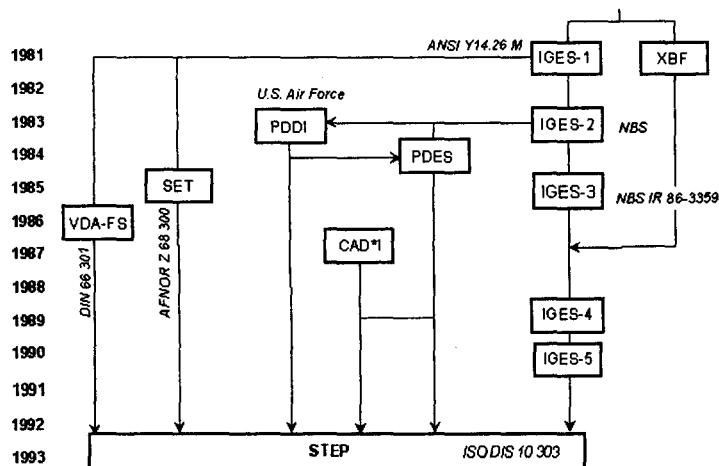 1981
ANSI Y14.26 M
IGES-1
XBF
1982
U.S. Air Force
1983
PDDI
IGES-2
NBS
1984
PDES
1985
SET
IGES-3
NBS IR 86-3359
1986
VDA-FS
1987
CAD*I
DIN 66 301
AFNOR Z 68 300
1988
1989
IGES-4
1990
IGES-5
1991
1992
1993
STEP
ISO DIS 10 303